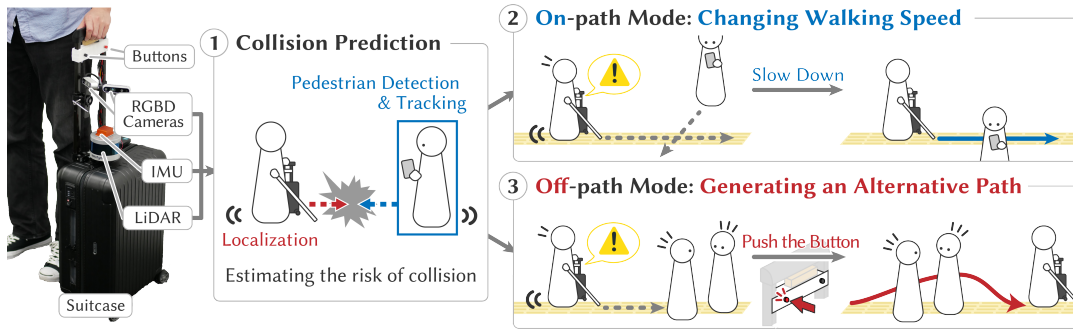 Buttons
RGBD
Cameras
IMU
LiDAR
Suitcase
1 Collision Prediction
Pedestrian Detection
& Tracking
Localization
Estimating the risk of collision
2 On-path Mode: Changing Walking Speed
Slow Down
3 Off-path Mode: Generating an Alternative Path
Push the Button